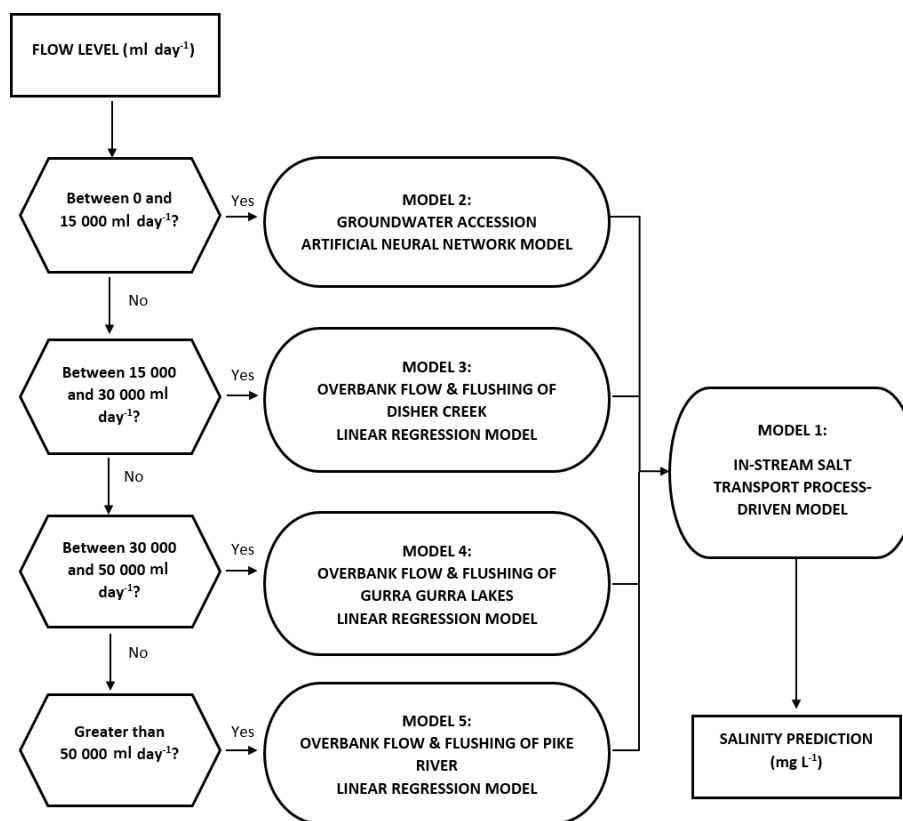 FLOW LEVEL (ml day⁻¹)
Between 0 and
15 000 ml day⁻¹?
Yes
MODEL 2:
GROUNDWATER ACCESSION
ARTIFICIAL NEURAL NETWORK MODEL
No
Between 15 000
and 30 000 ml
day⁻¹?
Yes
MODEL 3:
OVERBANK FLOW & FLUSHING OF
DISHER CREEK
LINEAR REGRESSION MODEL
No
Between 30 000
and 50 000 ml
day⁻¹?
Yes
MODEL 4:
OVERBANK FLOW & FLUSHING OF
GURRA GURRA LAKES
LINEAR REGRESSION MODEL
No
Greater than
50 000 ml day⁻¹?
Yes
MODEL 5:
OVERBANK FLOW & FLUSHING OF PIKE
RIVER
LINEAR REGRESSION MODEL
MODEL 1:
IN-STREAM SALT
TRANSPORT PROCESS-
DRIVEN MODEL
SALINITY PREDICTION
(mg L⁻¹)